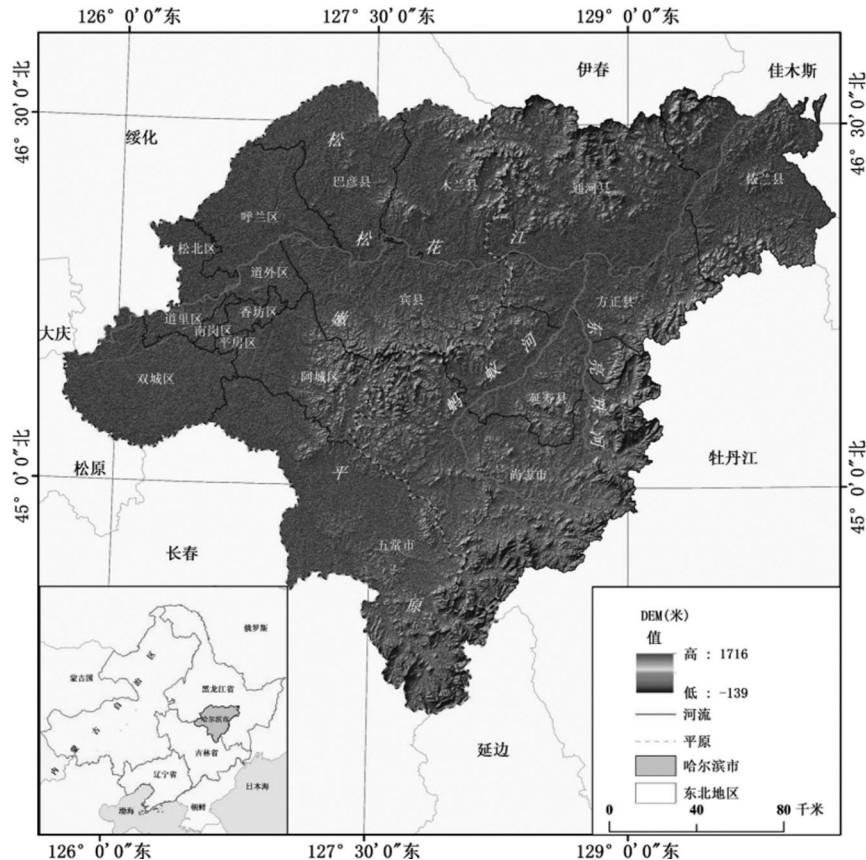 126° 0′ 0″东
127° 30′ 0″东
129° 0′ 0″东
46° 30′ 0″北
46° 30′ 0″北
45° 0′ 0″北
45° 0′ 0″北
伊春
佳木斯
绥化
松
巴彦县
木兰县
通河县
依兰县
呼兰区
松花江
松北区
道外区
宾县
方正县
香坊区
道里区
南岗区
平房区
嫩
大庆
蚂蚁河
东亮珠河
双城区
阿城区
延寿县
松原
平
尚志市
牡丹江
长春
五常市
原
延边
俄罗斯
蒙古国
内蒙古自治区
黑龙江省
哈尔滨市
吉林省
辽宁省
渤海
朝鲜
日本海
DEM(米)
值
高 : 1716
低 : -139
河流
平原
哈尔滨市
东北地区
0 40 80 千米
126° 0′ 0″东
127° 30′ 0″东
129° 0′ 0″东